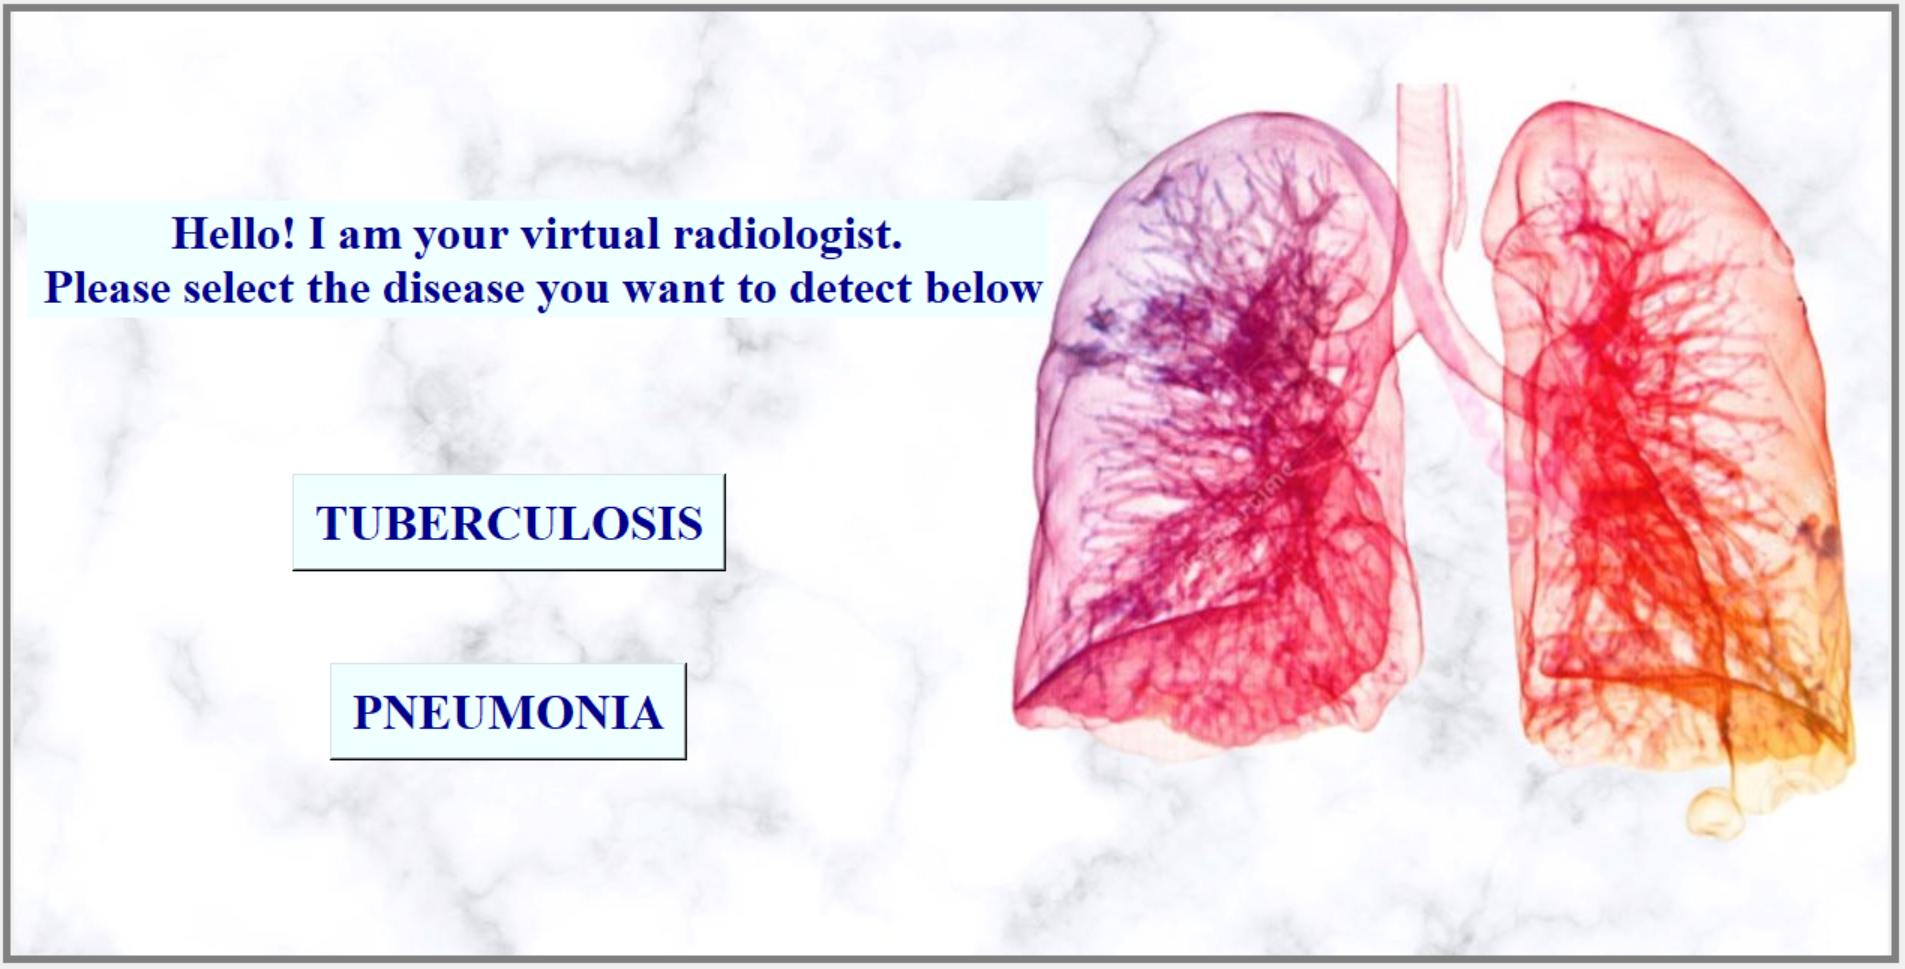 Hello! I am your virtual radiologist.
Please select the disease you want to detect below
TUBERCULOSIS
PNEUMONIA